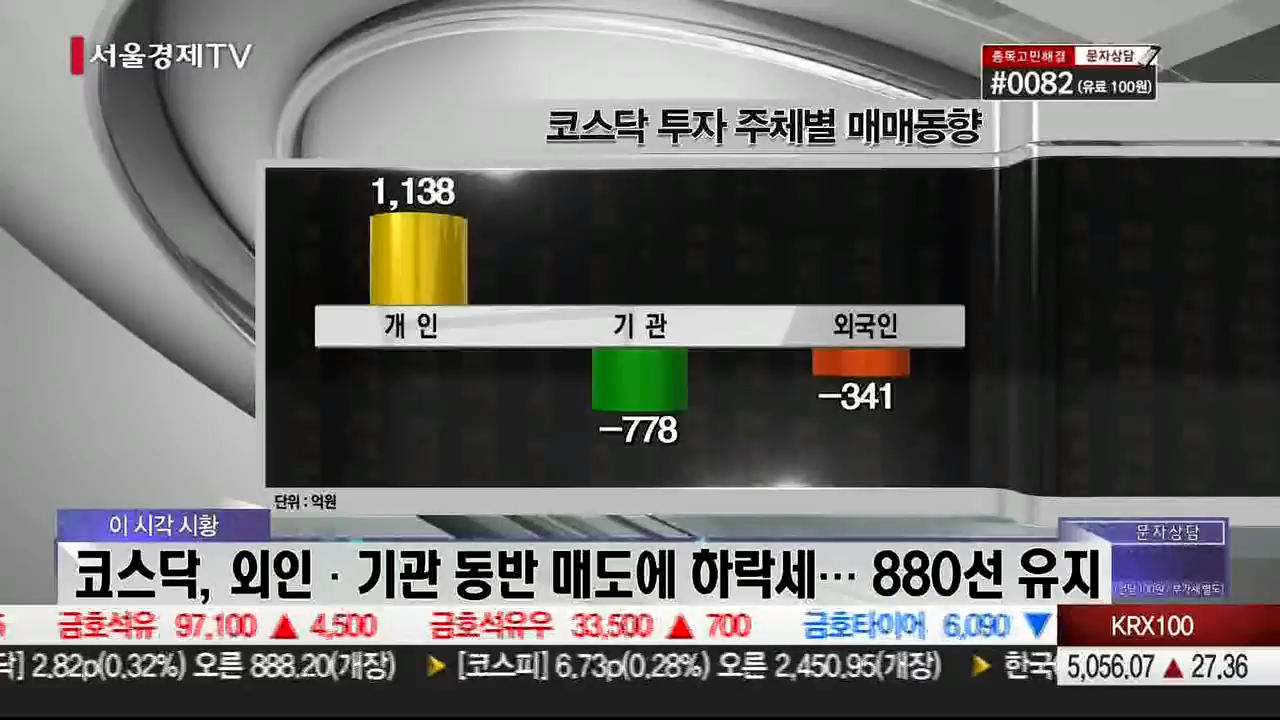 서울경제TV
종목고민해결 문자상담
#0082 (유료 100원)
코스닥 투자 주체별 매매동향
1,138
개인 기관 외국인
-778
-341
단위 : 억원
이 시각 시황
문자상담
코스닥, 외인·기관 동반 매도에 하락세… 880선 유지
금호석유 97,100 ▲ 4,500 금호석유우 33,500 ▲ 700 금호타이어 6,090 ▼
KRX100
닥] 2.82p(0.32%) 오른 888.20(개장) ▶ [코스피] 6.73p(0.28%) 오른 2,450.95(개장) ▶ 한국
5,056.07 ▲ 27.36